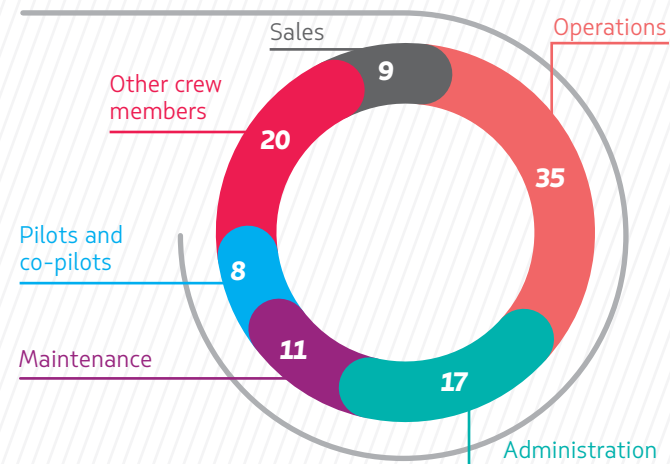 Sales
Operations
9
Other crew
members
20
35
Pilots and
co-pilots
8
Maintenance
11
17
Administration